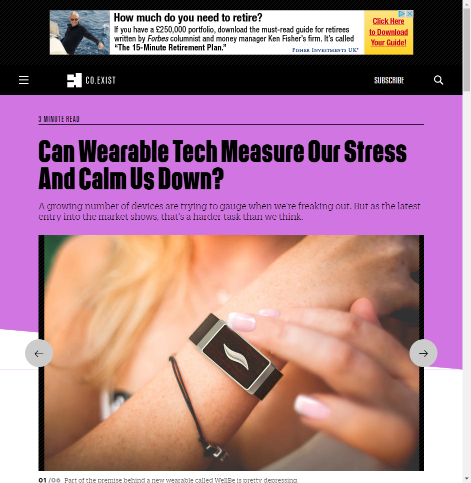 How much do you need to retire?
If you have a £250,000 portfolio, download the must-read guide for retirees
written by Forbes columnist and money manager Ken Fisher's firm. It's called
"The 15-Minute Retirement Plan."
FISHER INVESTMENTS UK
Click Here
to Download
Your Guide!
CO.EXIST
SUBSCRIBE
3 MINUTE READ
Can Wearable Tech Measure Our Stress
And Calm Us Down?
A growing number of devices are trying to gauge when we're freaking out. But as the latest
entry into the market shows, that's a harder task than we think.
01 /06 Part of the premise behind a new wearable called WellBe is pretty depressing.